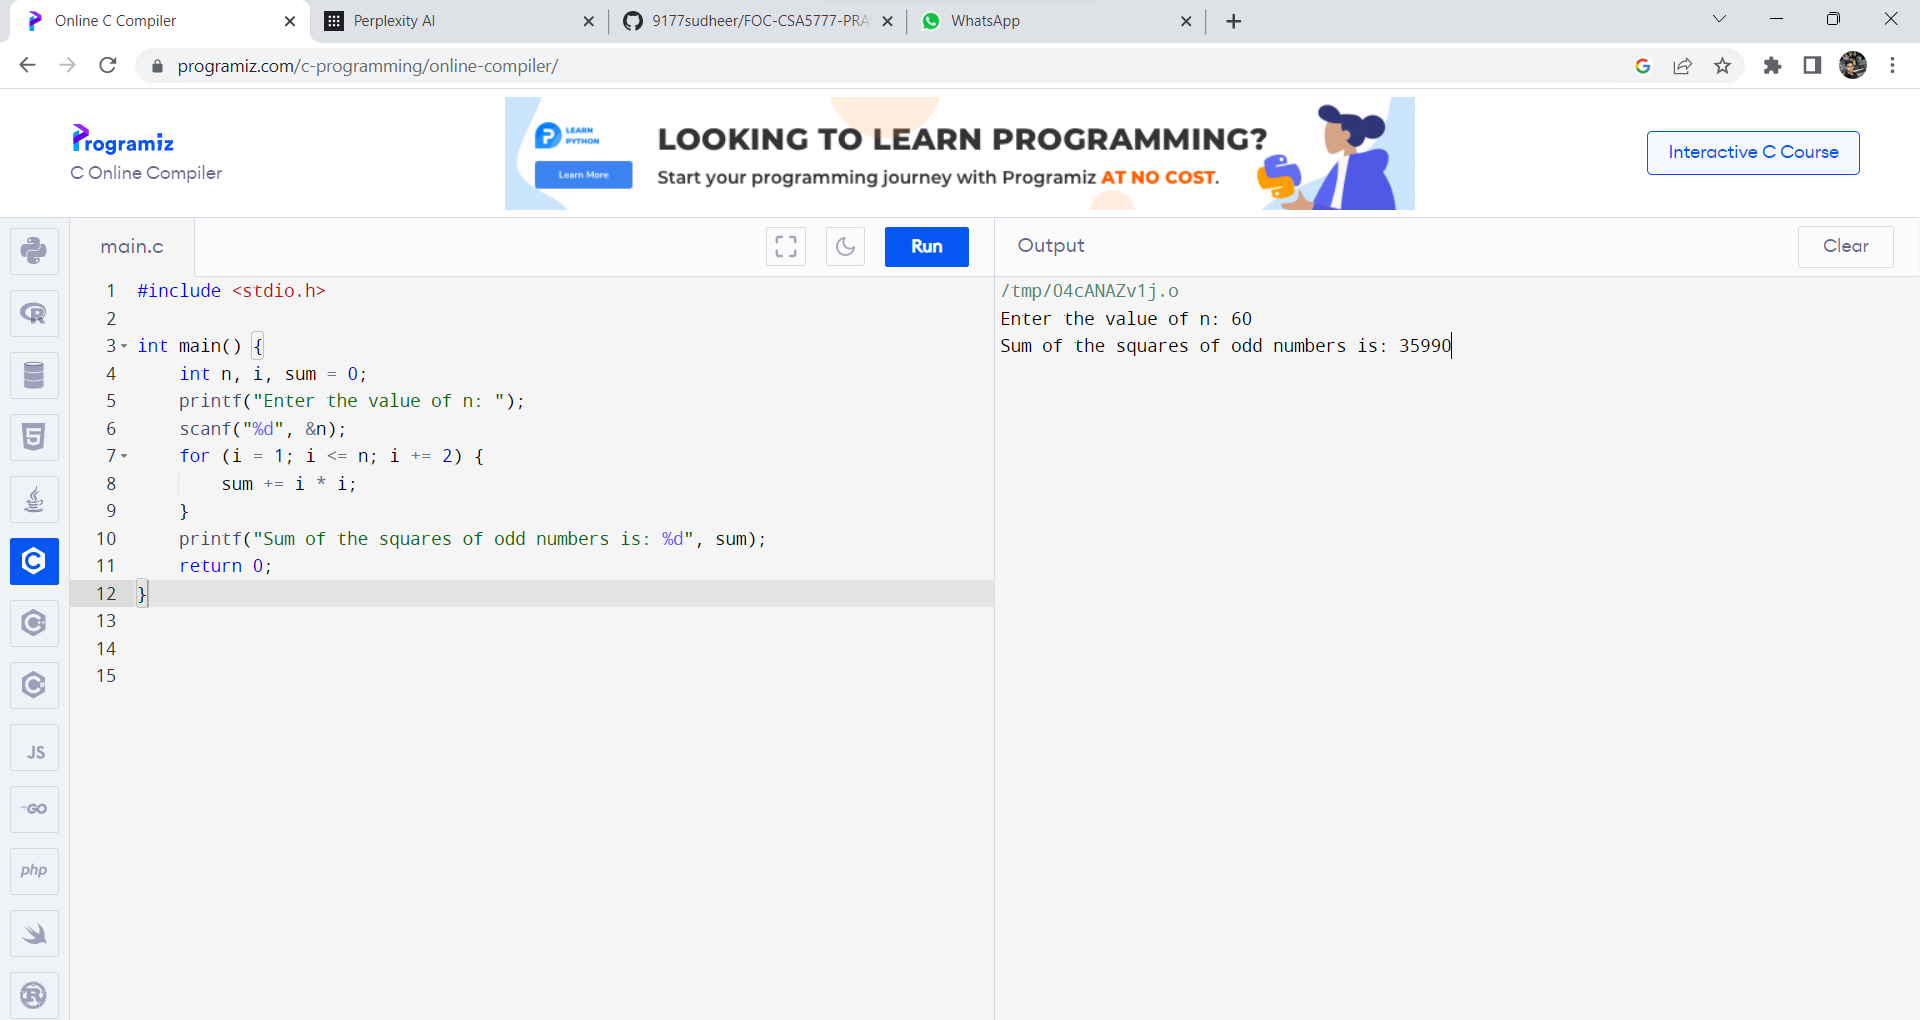 Online C Compiler
Perplexity AI
9177sudheer/FOC-CSA5777-PRA
WhatsApp
programiz.com/c-programming/online-compiler/
Programiz
C Online Compiler
LEARN
PYTHON
Learn More
LOOKING TO LEARN PROGRAMMING?
Start your programming journey with Programiz AT NO COST.
Interactive C Course
main.c
Run
Output
Clear
1 #include <stdio.h>
2
3 int main() {
4     int n, i, sum = 0;
5     printf("Enter the value of n: ");
6     scanf("%d", &n);
7     for (i = 1; i <= n; i += 2) {
8         sum += i * i;
9     }
10     printf("Sum of the squares of odd numbers is: %d", sum);
11     return 0;
12 }
13
14
15
/tmp/O4cANAZv1j.o
Enter the value of n: 60
Sum of the squares of odd numbers is: 35990
JS
GO
php